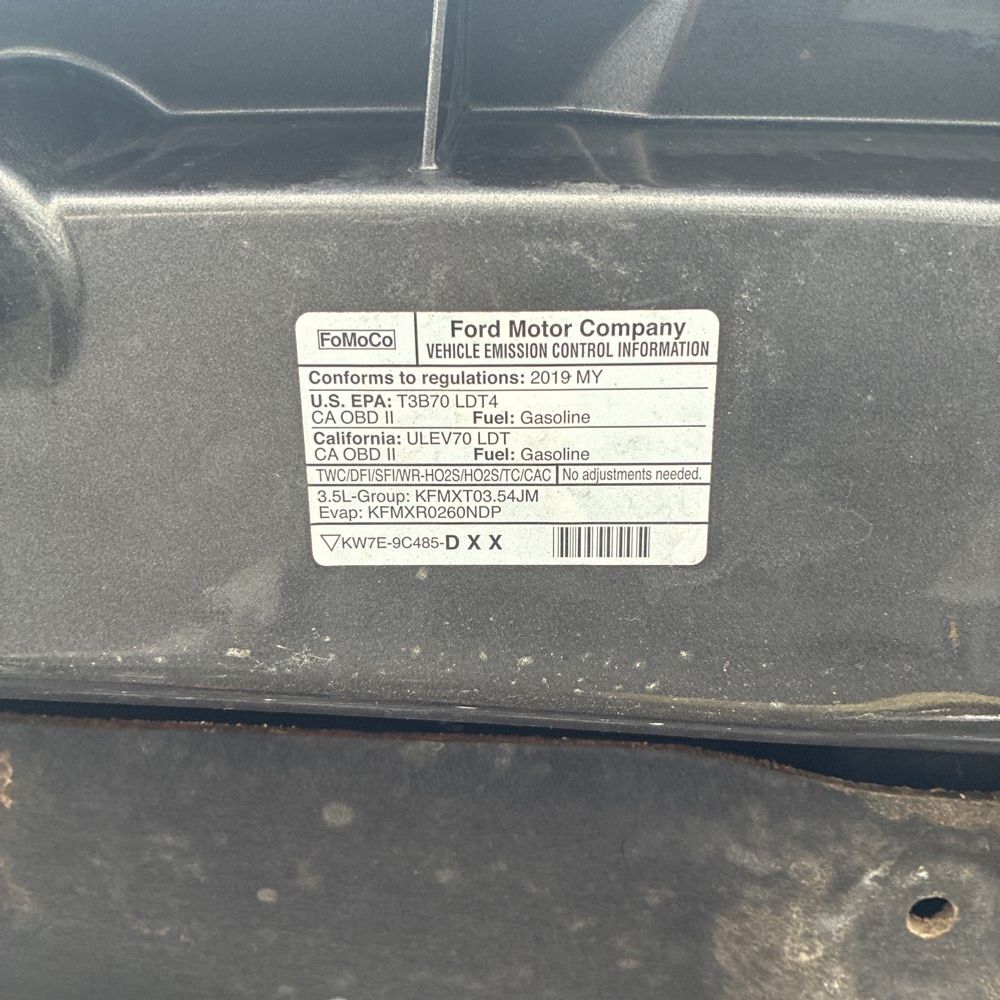 FoMoCo
Ford Motor Company
VEHICLE EMISSION CONTROL INFORMATION
Conforms to regulations: 2019 MY
U.S. EPA: T3B70 LDT4
CA OBD II Fuel: Gasoline
California: ULEV70 LDT
CA OBD II Fuel: Gasoline
TWC/DFI/SFI/WR-HO2S/HO2S/TC/CAC No adjustments needed.
3.5L-Group: KFMXT03.54JM
Evap: KFMXR0260NDP
KW7E-9C485-D X X